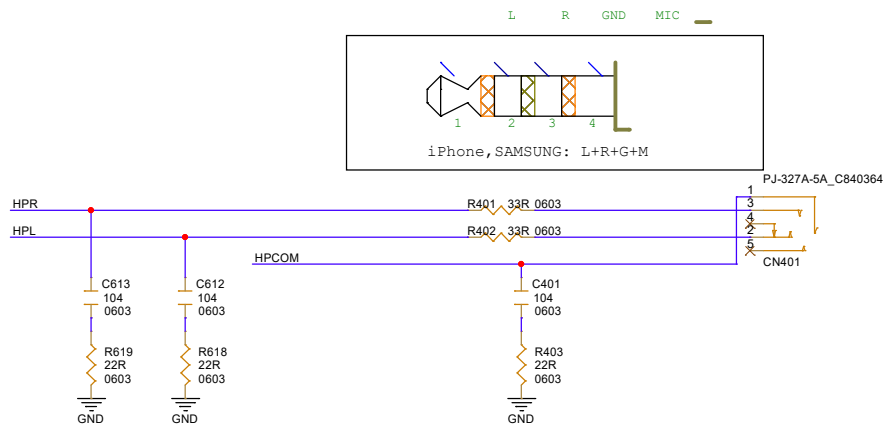 L R GND MIC
1 2 3 4
iPhone,SAMSUNG: L+R+G+M
PJ-327A-5A_C840364
1
HPR R401 33R 0603 3
4
HPL R402 33R 0603 2
HPCOM 5
CN401
C613 C612 C401
104 104 104
0603 0603 0603
R619 R618 R403
22R 22R 22R
0603 0603 0603
GND GND GND